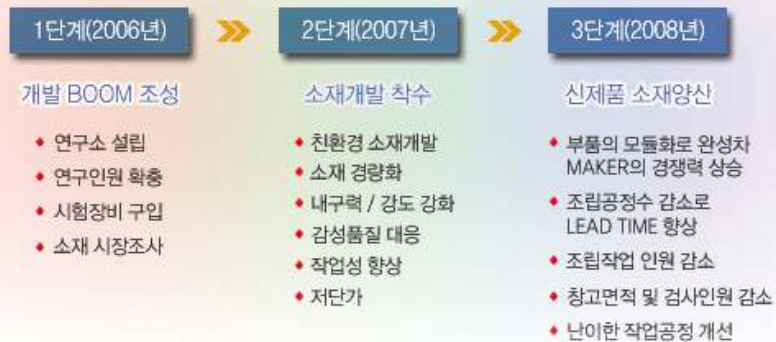 1단계(2006년)
개발 BOOM 조성
연구소 설립
연구인원 확충
시험장비 구입
소재 시장조사
2단계(2007년)
소재개발 착수
친환경 소재개발
소재 경량화
내구력 / 강도 강화
감성품질 대응
작업성 향상
저단가
3단계(2008년)
신제품 소재양산
부품의 모듈화로 완성차
MAKER의 경쟁력 상승
조립공정수 감소로
LEAD TIME 향상
조립작업 인원 감소
창고면적 및 검사인원 감소
난이한 작업공정 개선